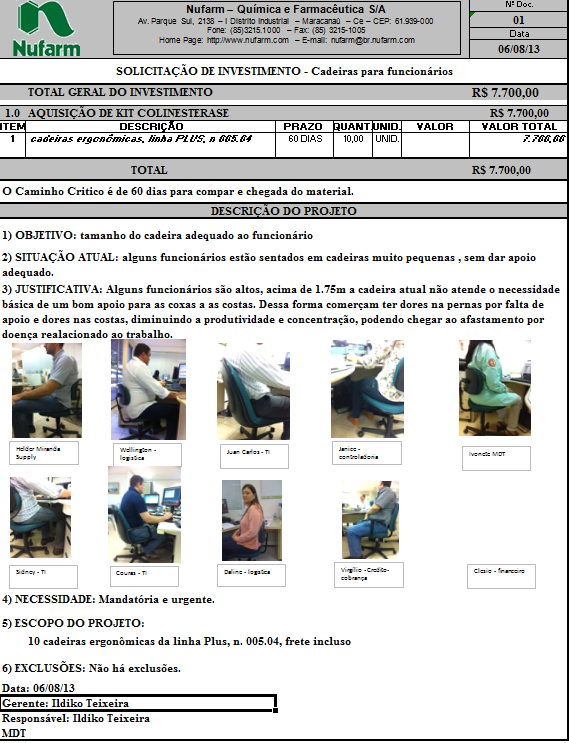 Nufarm
Nufarm – Química e Farmacêutica S/A
Av. Parque Sul, 2138 – I Distrito Industrial – Maracanaú – Ce – CEP: 61.939-000
Fone: (85)3215.1000 – Fax: (85) 3215-1005
Home Page: http://www.nufarm.com – E-mail: nufarm@br.nufarm.com
Nº Doc.
01
Data
06/08/13
SOLICITAÇÃO DE INVESTIMENTO - Cadeiras para funcionários
TOTAL GERAL DO INVESTIMENTO R$ 7.700,00
1.0 AQUISIÇÃO DE KIT COLINESTERASE R$ 7.700,00
ITEM DESCRIÇÃO PRAZO QUANT UNID. VALOR VALOR TOTAL
1 cadeiras ergonômicas, linha PLUS, n 005.04 60 DIAS 10,00 UNID. 7.700,00
TOTAL R$ 7.700,00
O Caminho Critico é de 60 dias para compar e chegada do material.
DESCRIÇÃO DO PROJETO
1) OBJETIVO: tamanho do cadeira adequado ao funcionário
2) SITUAÇÃO ATUAL: alguns funcionários estão sentados em cadeiras muito pequenas , sem dar apoio
adequado.
3) JUSTIFICATIVA: Alguns funcionários são altos, acima de 1.75m a cadeira atual não atende o necessidade
básica de um bom apoio para as coxas a as costas. Dessa forma comerçam ter dores na pernas por falta de
apoio e dores nas costas, diminuindo a produtividade e concentração, podendo chegar ao afastamento por
doença realacionado ao trabalho.
Helder Miranda
Supply
Wellington -
logistica
Juan Carlos - TI
Janice -
controladoria
Ivonete MDT
Sidney - TI
Couras - TI
Daline - logistica
Virgilio - Credito-
cobrança
Clesio - financeiro
4) NECESSIDADE: Mandatória e urgente.
5) ESCOPO DO PROJETO:
10 cadeiras ergonômicas da linha Plus, n. 005.04, frete incluso
6) EXCLUSÕES: Não há exclusões.
Data: 06/08/13
Gerente: Ildiko Teixeira
Responsável: Ildiko Teixeira
MDT